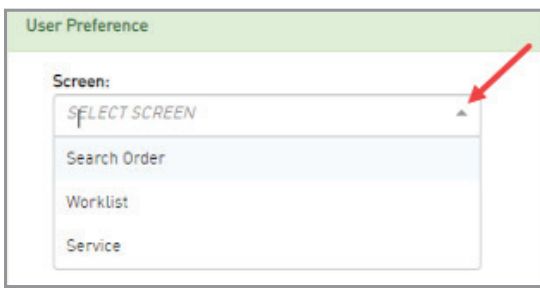 User Preference
Screen:
SELECT SCREEN
Search Order
Worklist
Service